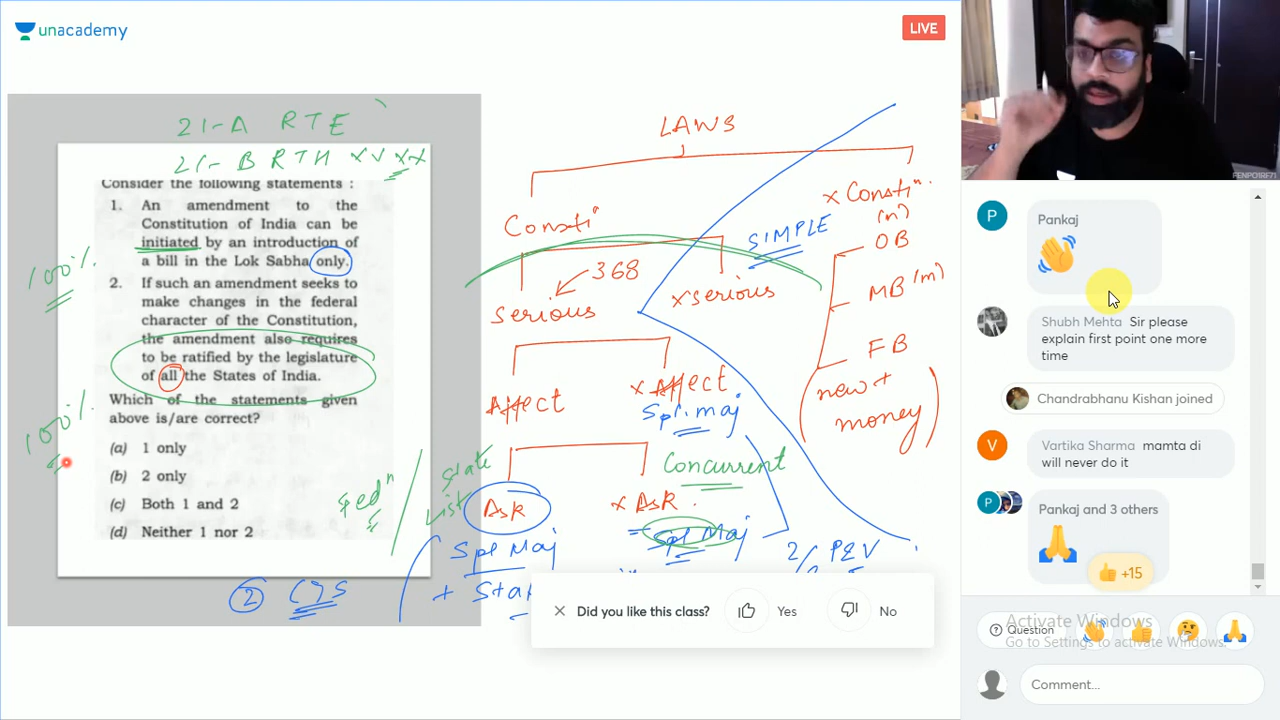 unacademy
LIVE
21-A RTE
21-B RTH x v x x
Consider the following statements :
1. An amendment to the
Constitution of India can be
initiated by an introduction of
a bill in the Lok Sabha only.
2. If such an amendment seeks to
make changes in the federal
character of the Constitution,
the amendment also requires
to be ratified by the legislature
of all the States of India.
Which of the statements given
above is/are correct?
(a) 1 only
(b) 2 only
(c) Both 1 and 2
(d) Neither 1 nor 2
100%
100%
LAWS
Constiⁿ
x Constiⁿ.
(m)
SIMPLE
OB
368
Serious
x serious
MB (m)
FB
Affect
x Affect
Spl. maj
(new +
money)
State
List
Concurrent
Ask
x Ask
= Spl Maj
Spl Maj
+ Sta
2/
P&V
2
FENPO1RF71
P
Pankaj
Shubh Mehta Sir please
explain first point one more
time
Chandrabhanu Kishan joined
V
Vartika Sharma mamta di
will never do it
P
Pankaj and 3 others
+15
Did you like this class?
Yes
No
Activate Windows
Go to Settings to activate Windows.
Question
Comment...